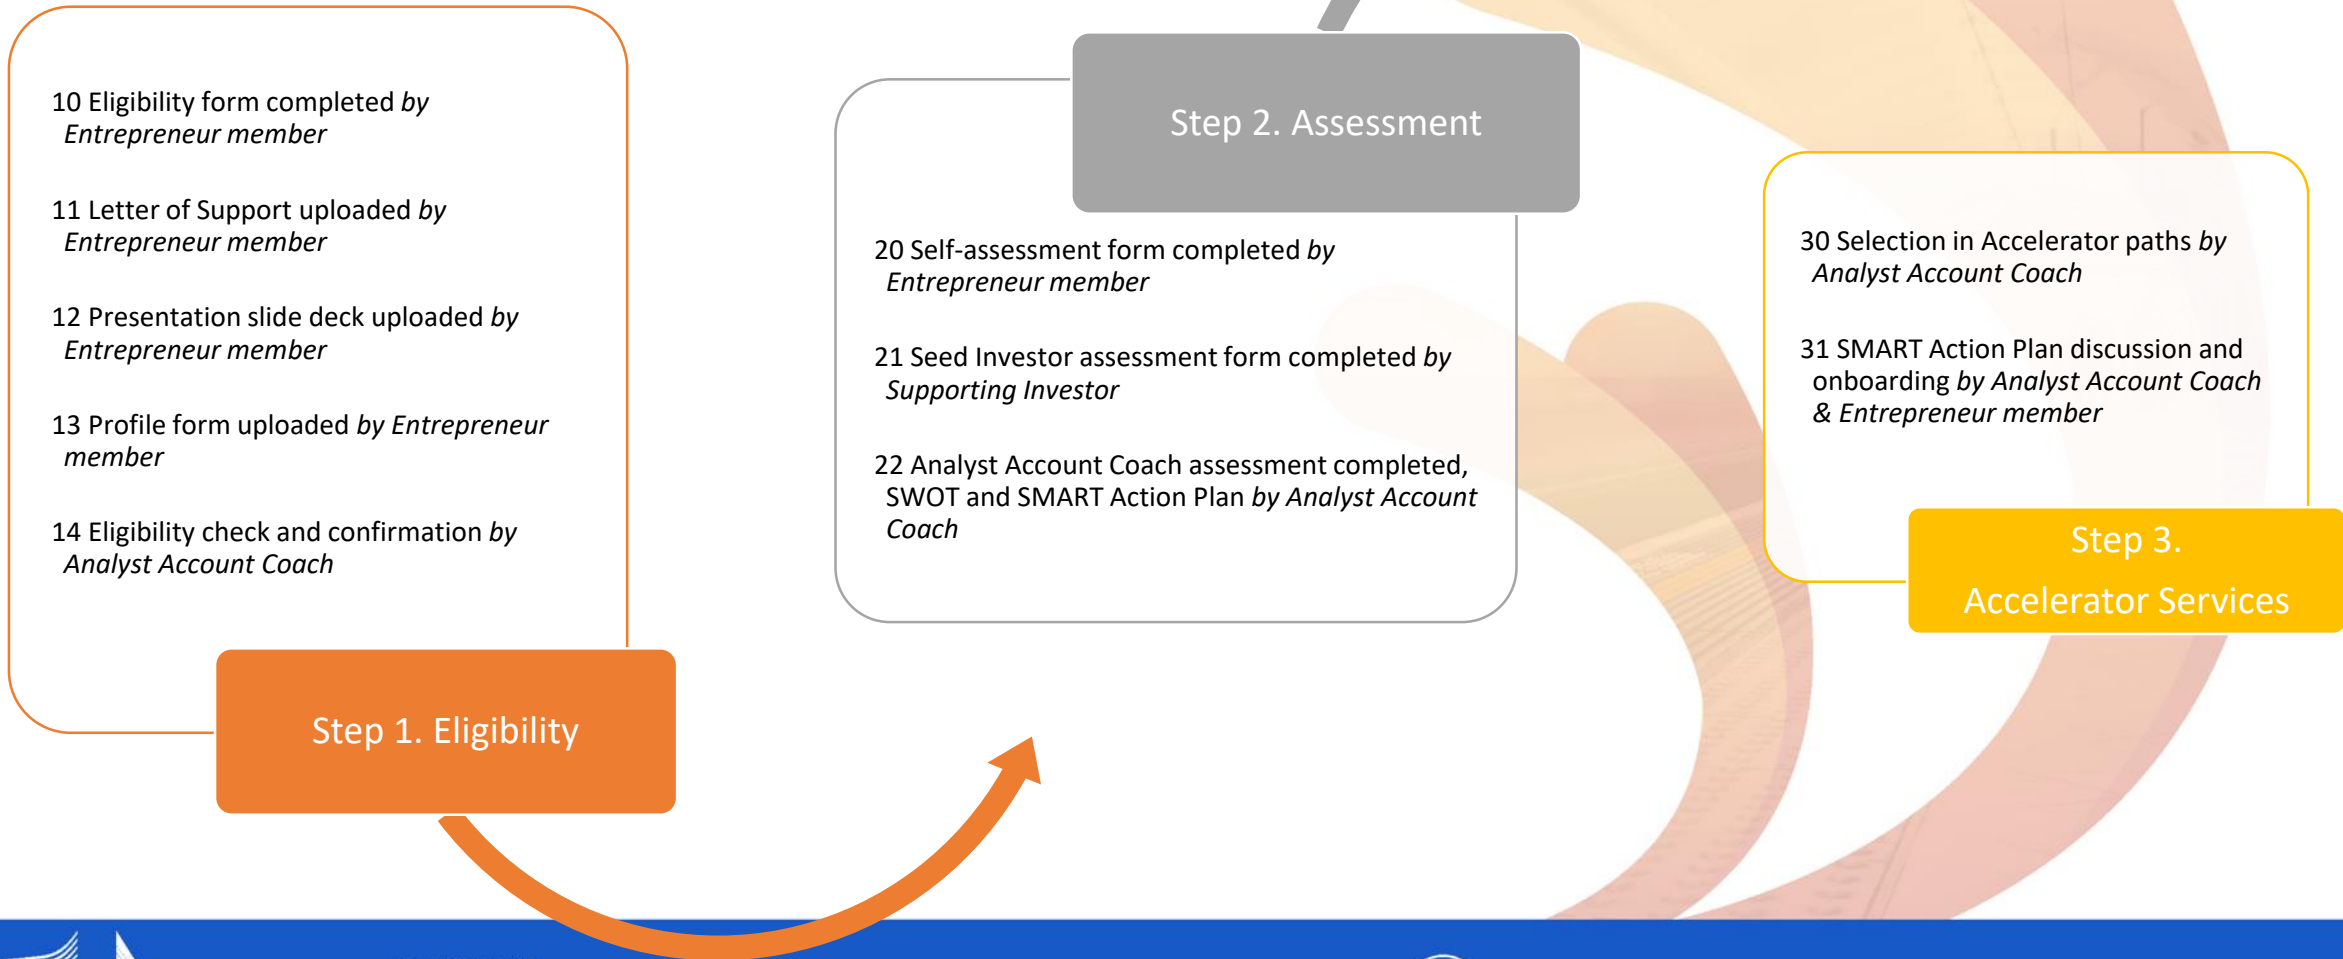 10 Eligibility form completed by
Entrepreneur member
11 Letter of Support uploaded by
Entrepreneur member
12 Presentation slide deck uploaded by
Entrepreneur member
13 Profile form uploaded by Entrepreneur
member
14 Eligibility check and confirmation by
Analyst Account Coach
Step 1. Eligibility
Step 2. Assessment
20 Self-assessment form completed by
Entrepreneur member
21 Seed Investor assessment form completed by
Supporting Investor
22 Analyst Account Coach assessment completed,
SWOT and SMART Action Plan by Analyst Account
Coach
30 Selection in Accelerator paths by
Analyst Account Coach
31 SMART Action Plan discussion and
onboarding by Analyst Account Coach
& Entrepreneur member
Step 3.
Accelerator Services